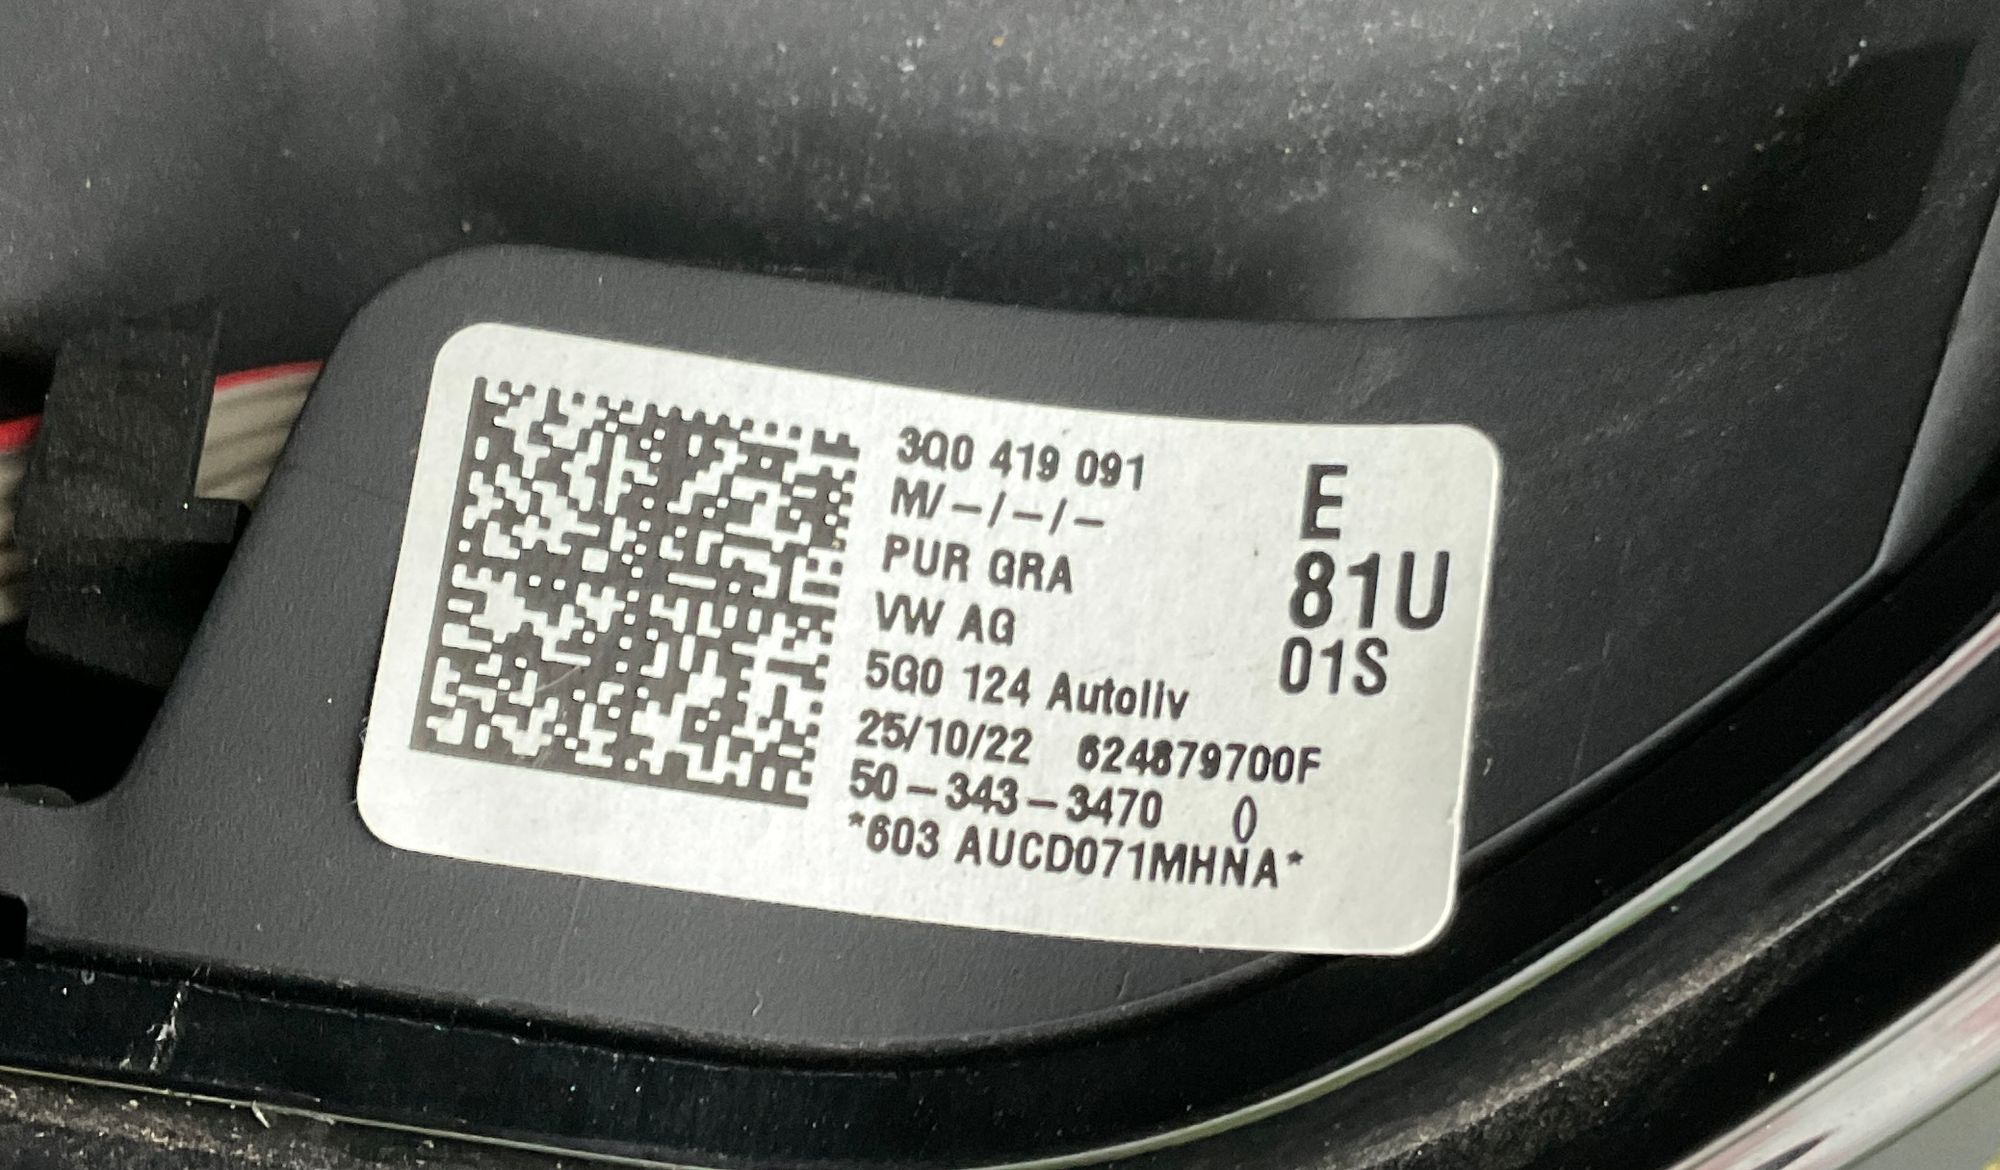 3Q0 419 091 E
M/-/-/- 81U
PUR GRA 01S
VW AG
5G0 124 Autoliv
25/10/22 624879700F
50-343-3470 0
*603 AUCD071MHNA*